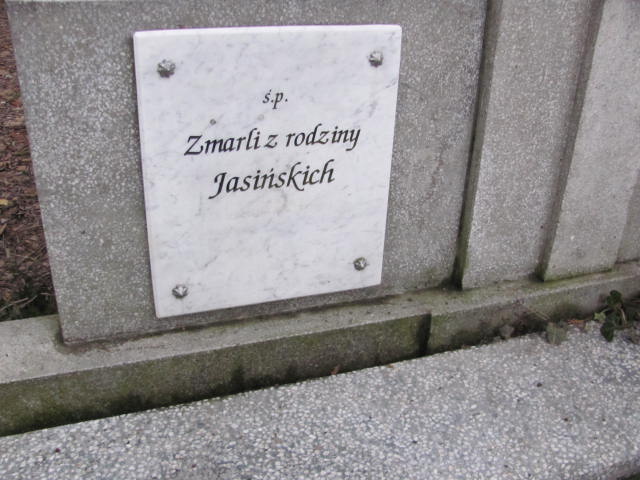 ś.p.
Zmarli z rodziny
Jasińskich